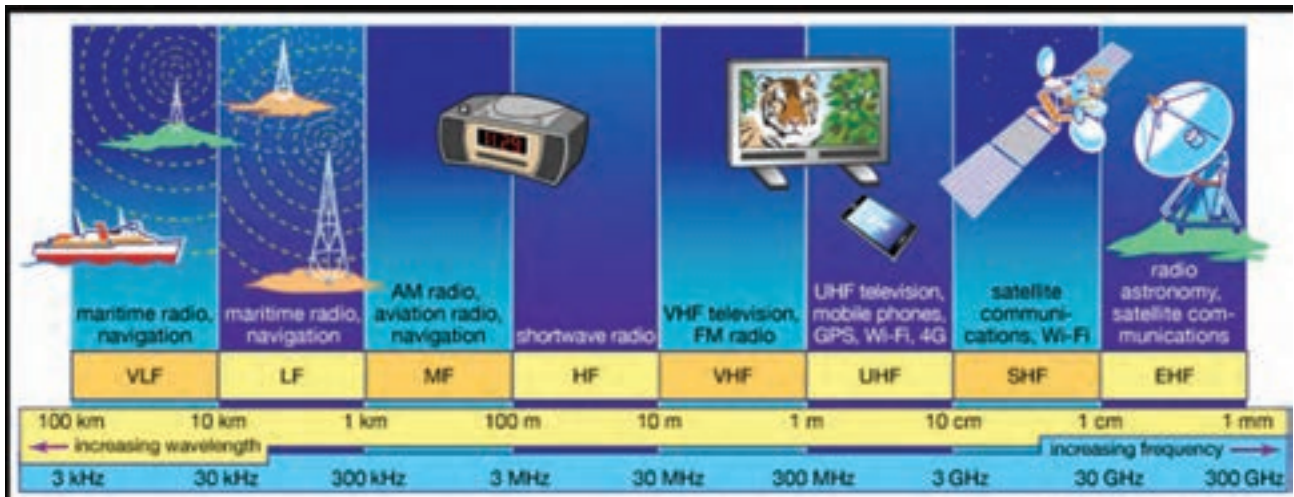 11:29
maritime radio,
navigation
maritime radio,
navigation
AM radio,
aviation radio,
navigation
shortwave radio
VHF television,
FM radio
UHF television,
mobile phones,
GPS, Wi-Fi, 4G
satellite
communi-
cations, Wi-Fi
radio
astronomy,
satellite com-
munications
VLF LF MF HF VHF UHF SHF EHF
100 km 10 km 1 km 100 m 10 m 1 m 10 cm 1 cm 1 mm
increasing wavelength increasing frequency
3 kHz 30 kHz 300 kHz 3 MHz 30 MHz 300 MHz 3 GHz 30 GHz 300 GHz